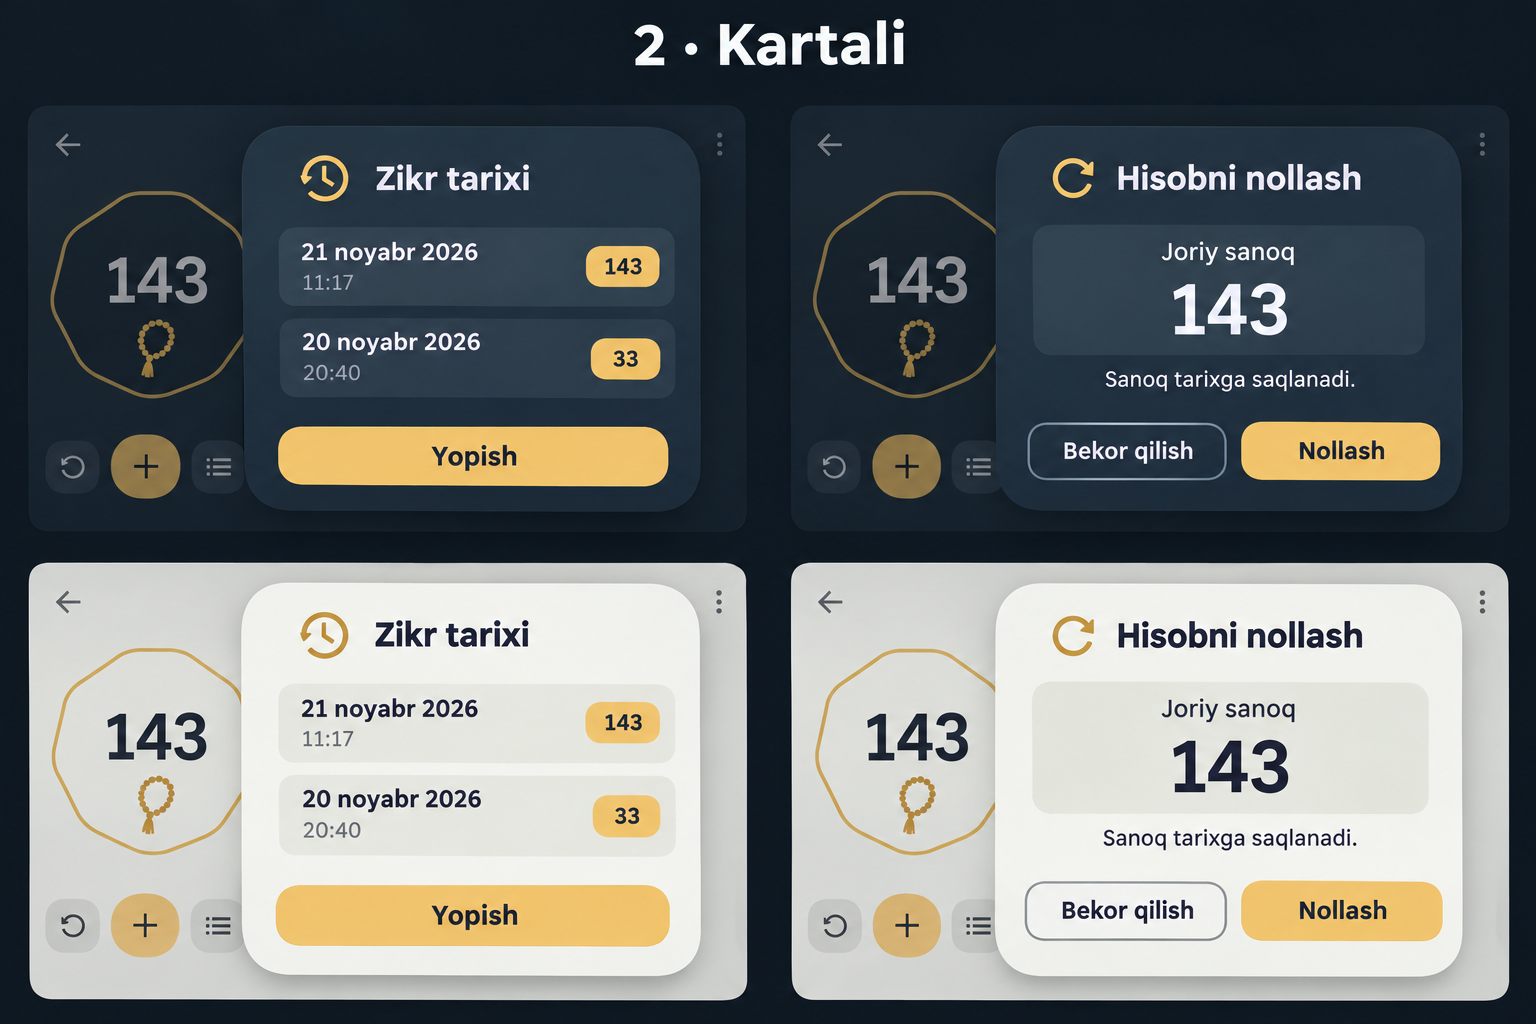 2 · Kartali
143
Zikr tarixi
21 noyabr 2026
11:17
143
20 noyabr 2026
20:40
33
Yopish
143
Hisobni nollash
Joriy sanoq
143
Sanoq tarixga saqlanadi.
Bekor qilish
Nollash
143
Zikr tarixi
21 noyabr 2026
11:17
143
20 noyabr 2026
20:40
33
Yopish
143
Hisobni nollash
Joriy sanoq
143
Sanoq tarixga saqlanadi.
Bekor qilish
Nollash